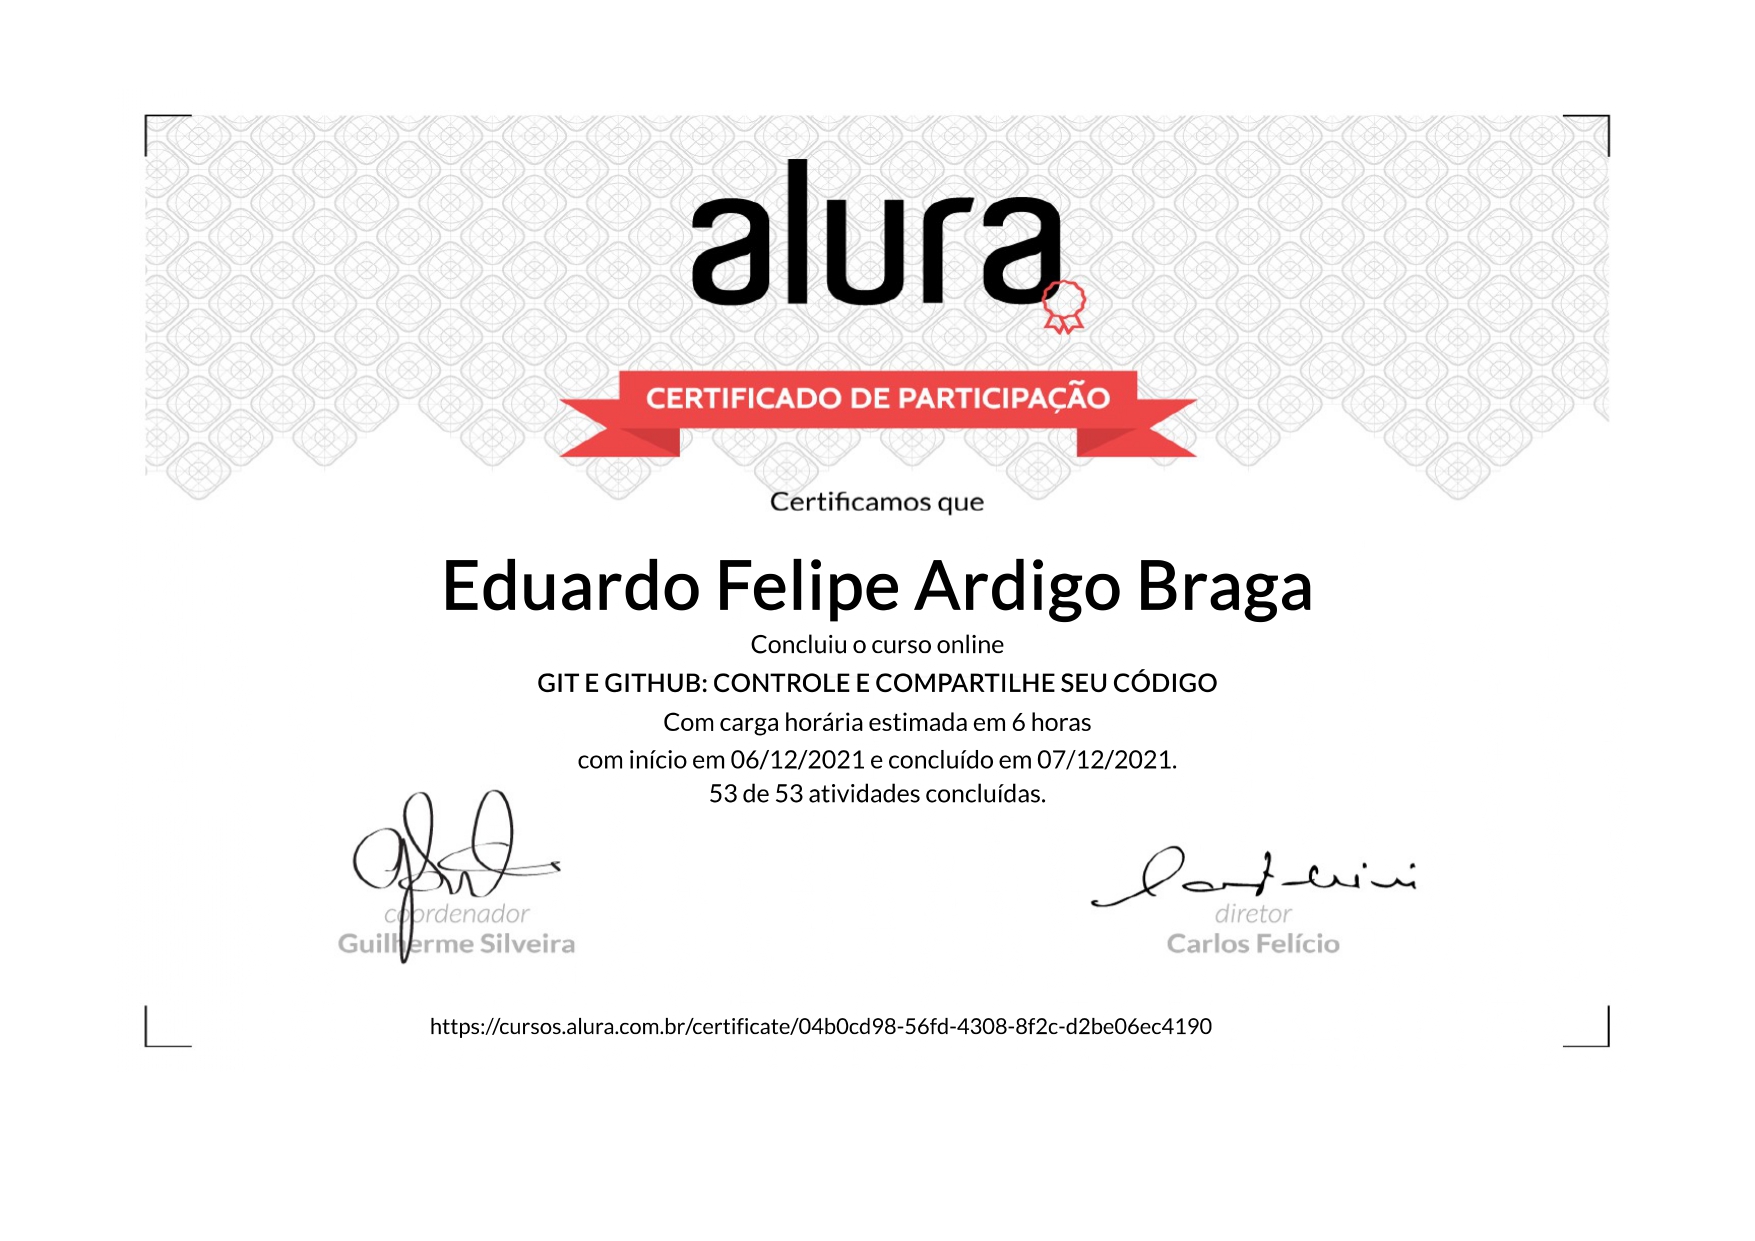 alura
CERTIFICADO DE PARTICIPAÇÃO
Certificamos que
Eduardo Felipe Ardigo Braga
Concluiu o curso online
GIT E GITHUB: CONTROLE E COMPARTILHE SEU CÓDIGO
Com carga horária estimada em 6 horas
com início em 06/12/2021 e concluído em 07/12/2021.
53 de 53 atividades concluídas.
coordenador
Guilherme Silveira
diretor
Carlos Felício
https://cursos.alura.com.br/certificate/04b0cd98-56fd-4308-8f2c-d2be06ec4190